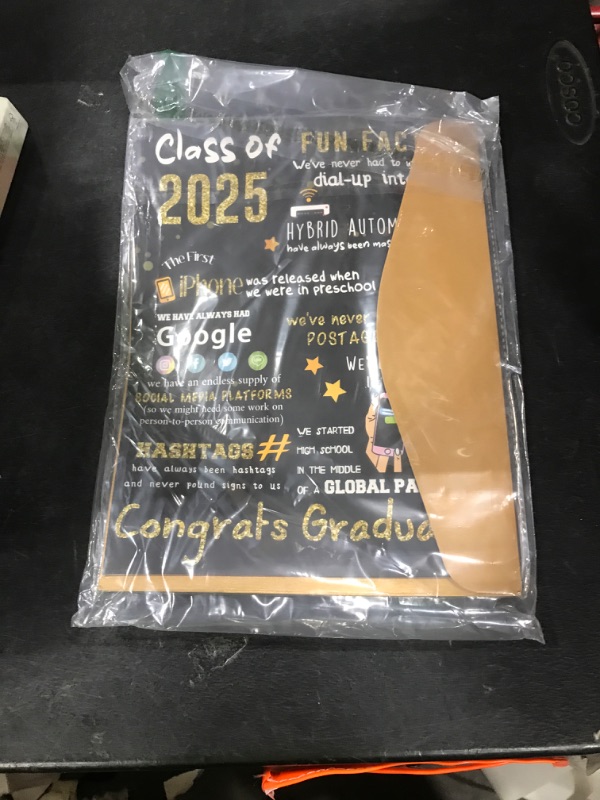 Class of
2025
FUN FAC
We've never had to
dial-up int
HYBRID AUTOM
have always been ma
The First
iPhone was released when
we were in preschool
WE HAVE ALWAYS HAD
Google
we've never
POSTAG
we have an endless supply of
SOCIAL MEDIA PLATFORMS
(so we might need some work on
person-to-person communication)
WE
HASHTAGS #
have always been hashtags
and never pound signs to us
WE STARTED
HIGH SCHOOL
IN THE MIDDLE
OF A GLOBAL PA
Congrats Gradua
COSCO